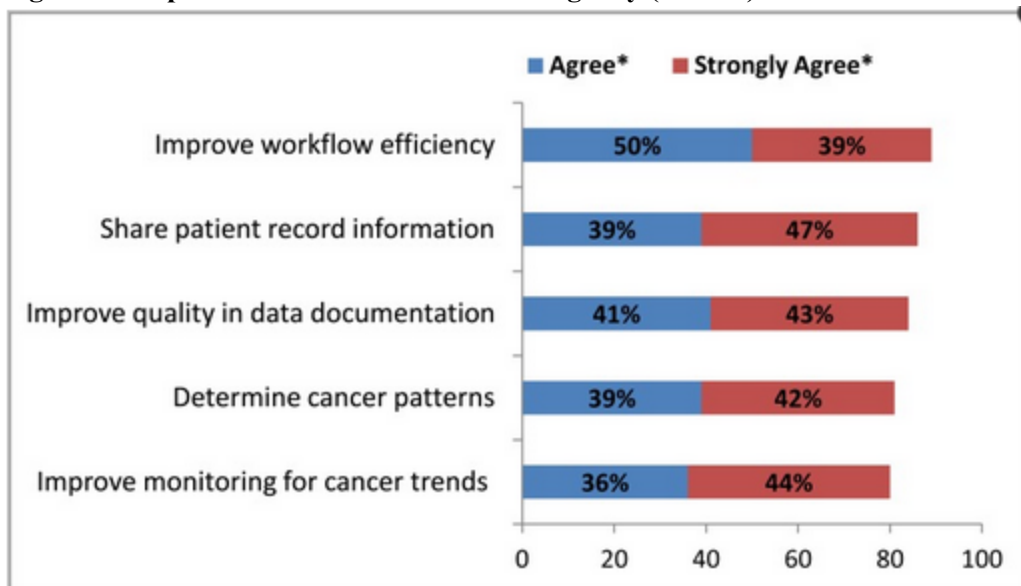 Agree* Strongly Agree*
Improve workflow efficiency 50% 39%
Share patient record information 39% 47%
Improve quality in data documentation 41% 43%
Determine cancer patterns 39% 42%
Improve monitoring for cancer trends 36% 44%
0 20 40 60 80 100